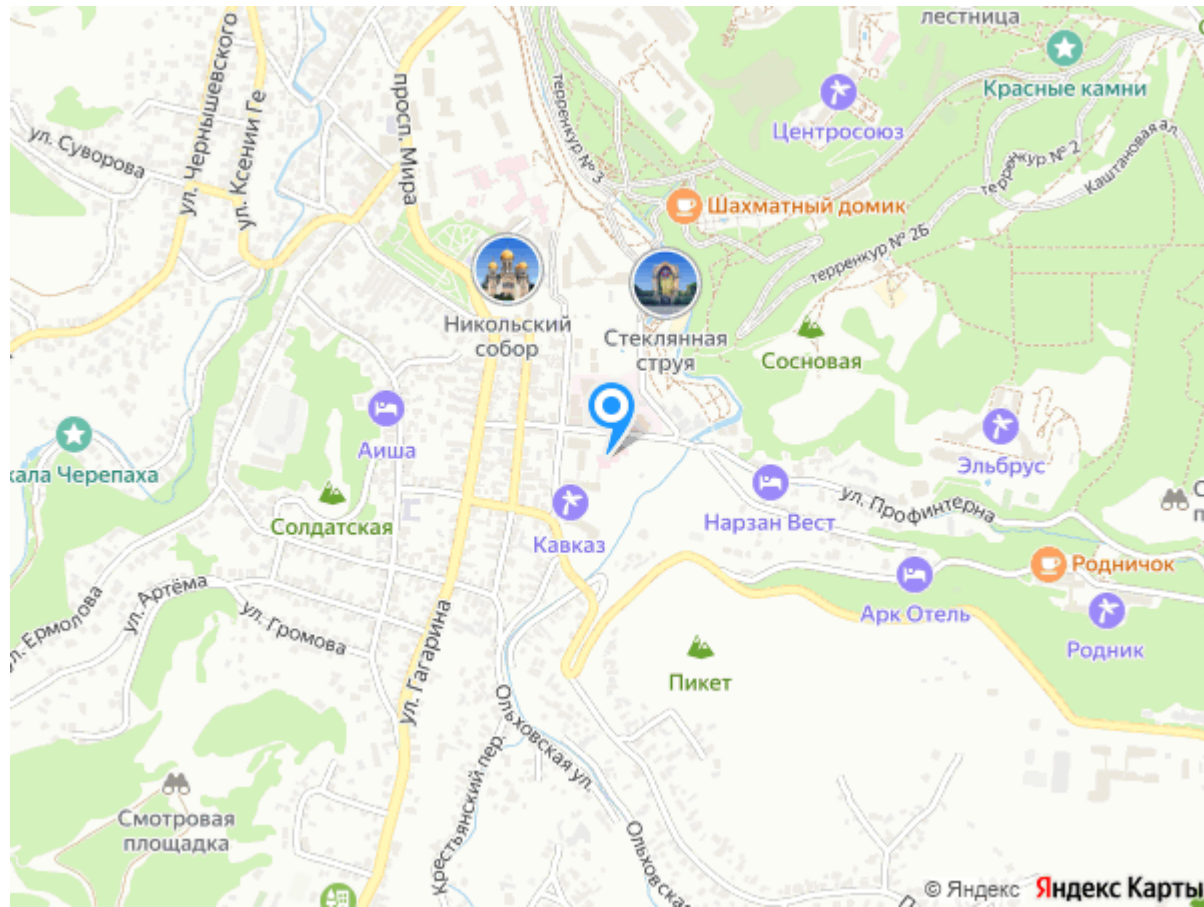 лестница
Красные камни
Центросоюз
ул. Чернышевского
ул. Ксении Ге
ул. Суворова
просп. Мира
терренкур № 3
терренкур № 2
Каштановая ал.
Шахматный домик
терренкур № 2Б
Никольский
собор
Стеклянная
струя
Сосновая
Аиша
кала Черепаха
Эльбрус
Солдатская
Кавказ
Нарзан Вест
ул. Профинтерна
Родничок
Арк Отель
Родник
ул. Артёма
ул. Ермолова
ул. Громова
ул. Гагарина
Пикет
Ольховская ул.
Крестьянский пер.
Смотровая
площадка
Ольховская
© Яндекс Яндекс Карты